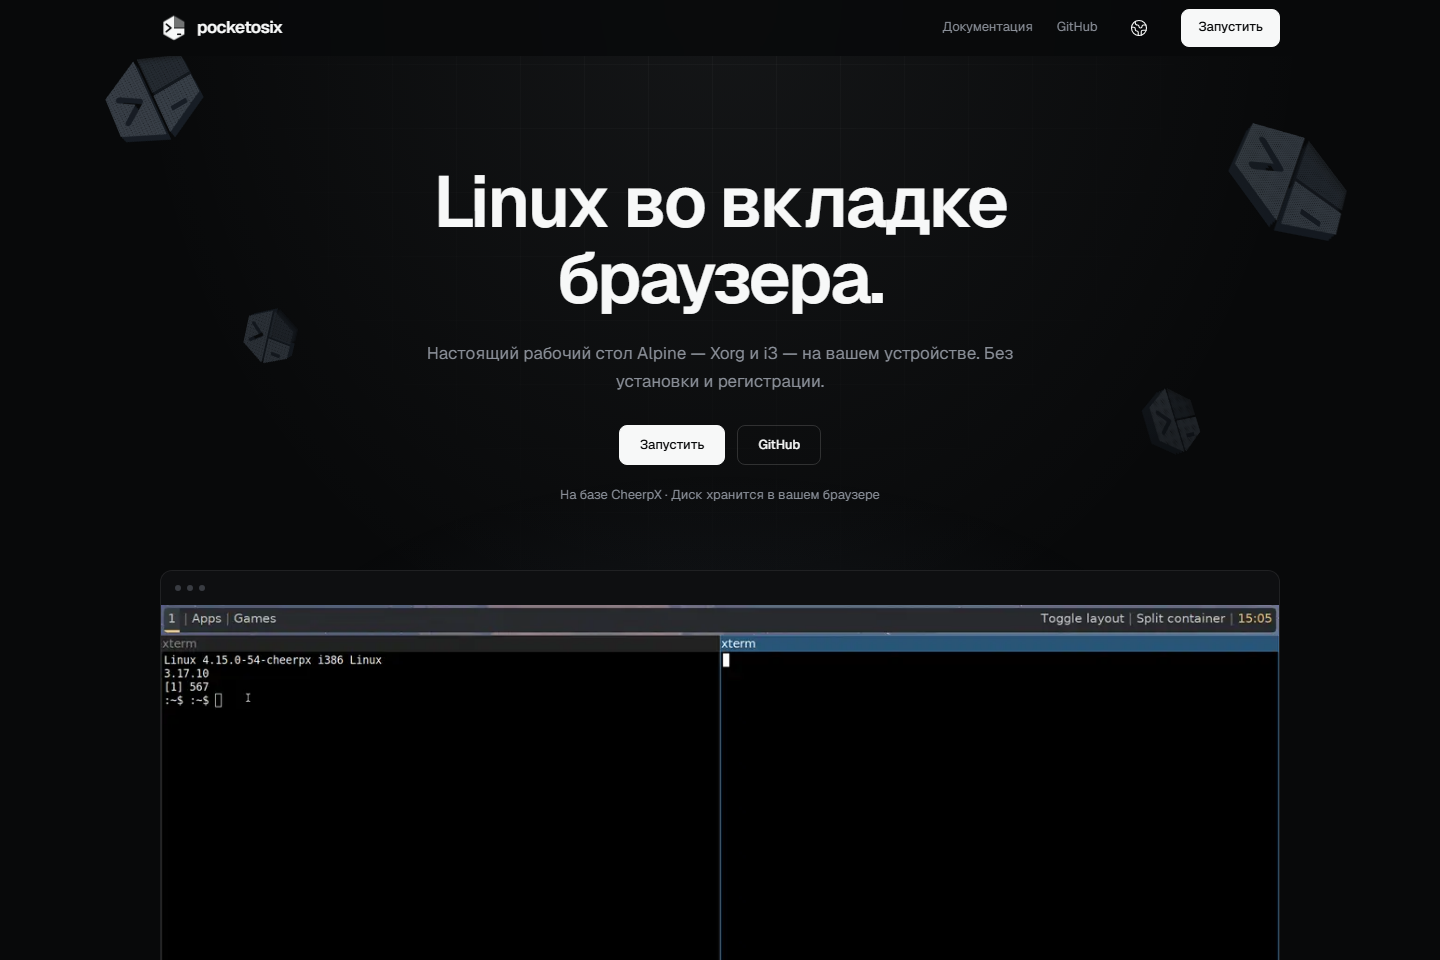 pocketosix
Документация
GitHub
Запустить
Linux во вкладке
браузера.
Настоящий рабочий стол Alpine — Xorg и i3 — на вашем устройстве. Без
установки и регистрации.
Запустить
GitHub
На базе CheerpX · Диск хранится в вашем браузере
1 | Apps | Games
Toggle layout | Split container | 15:05
xterm
xterm
Linux 4.15.0-54-cheerpx i386 Linux
3.17.10
[1] 567
:~$ :~$